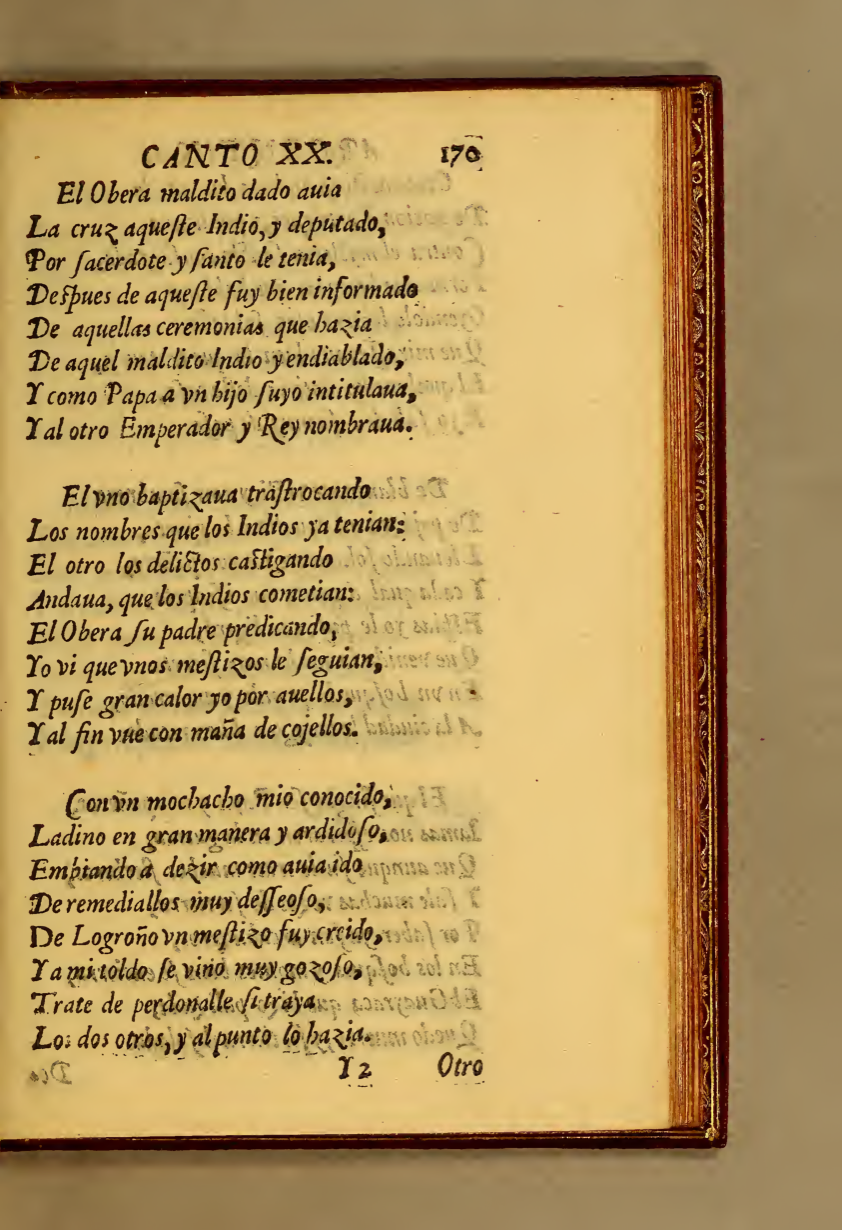 CANTO XX. 170
El Obera maldito dado auia
La cruz aqueſte Indio, y deputado,
Por ſacerdote y ſanto le tenia,
Deſpues de aqueſte fuy bien informado
De aquellas ceremonias que hazia
De aquel maldito Indio y endiablado,
Y como Papa a vn hijo ſuyo intitulaua,
Y al otro Emperador y Rey nombraua.
El vno baptizaua traſtrocando
Los nombres que los Indios ya tenian:
El otro los delictos caſtigando
Andaua, que los Indios cometian:
El Obera ſu padre predicando,
Yo vi que vnos meſtizos le ſeguian,
Y puſe gran calor yo por auellos,
Y al fin vue con maña de cojellos.
Con vn mochacho mio conocido,
Ladino en gran manera y ardidoſo,
Embiando a dezir como auia ido
De remediallos muy deſſeoſo,
De Logroño vn meſtizo fuy creido,
Y a mi toldo ſe vino muy gozoſo,
Trate de perdonalle ſi traya
Los dos otros, y al punto lo hazia.
Y 2 Otro